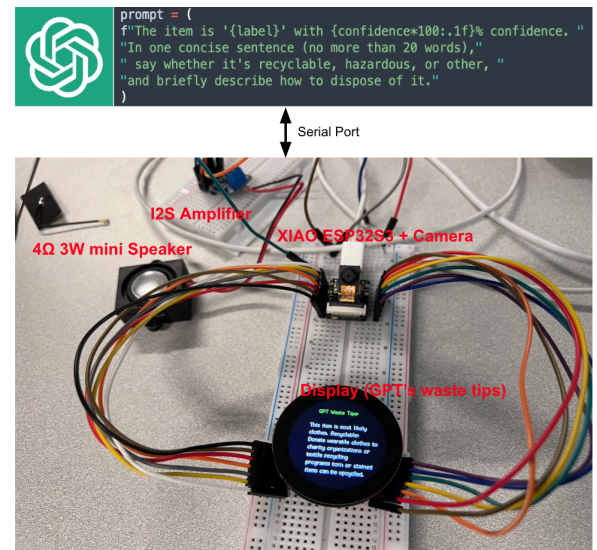 prompt = (
f"The item is '{label}' with {confidence*100:.1f}% confidence. "
"In one concise sentence (no more than 20 words),"
" say whether it's recyclable, hazardous, or other, "
"and briefly describe how to dispose of it."
)
Serial Port
I2S Amplifier
XIAO ESP32S3 + Camera
4Ω 3W mini Speaker
Display (GPT's waste tips)
GPT Waste Tips
This item is most likely
clothes. Recyclable:
Donate wearable clothes to
charity organizations or
textile recycling
programs torn or stained
items can be upcycled.